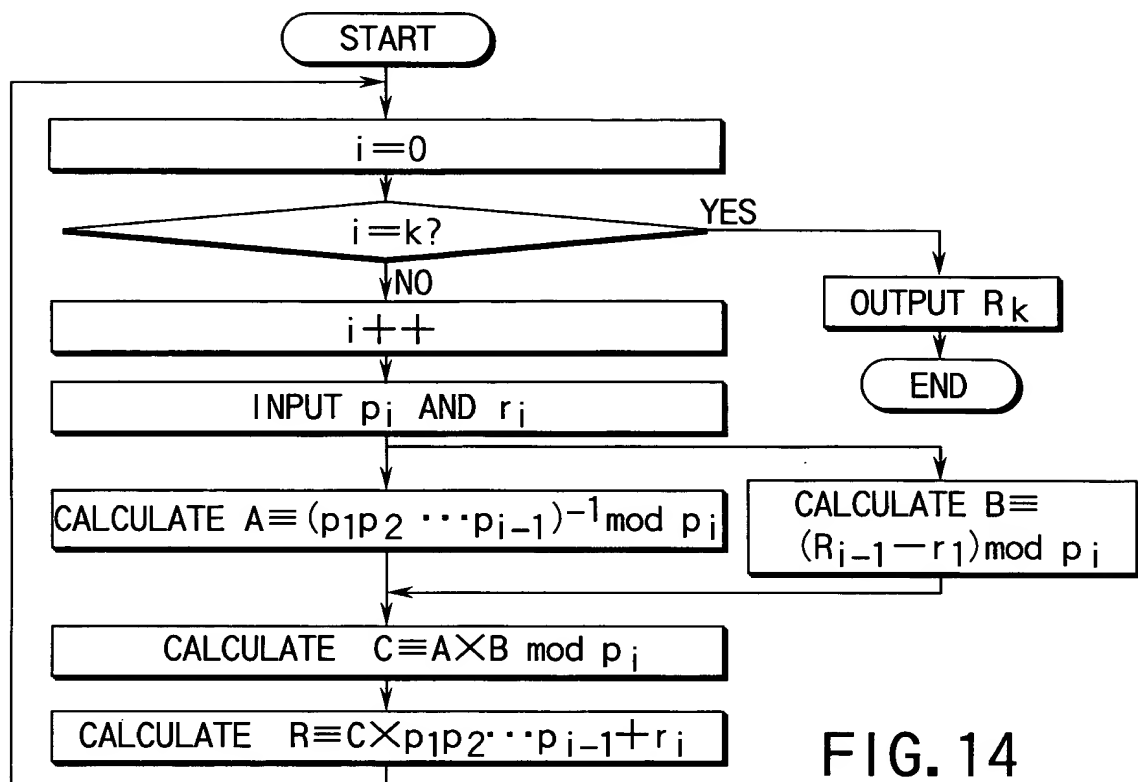 START
i=0
i=k?
YES
NO
OUTPUT Rk
i++
END
INPUT pi AND ri
CALCULATE A≡(p1p2 ⋯pi-1)-1mod pi
CALCULATE B≡
(Ri-1-r1)mod pi
CALCULATE C≡A×B mod pi
CALCULATE R≡C×p1p2⋯pi-1+ri
FIG.14